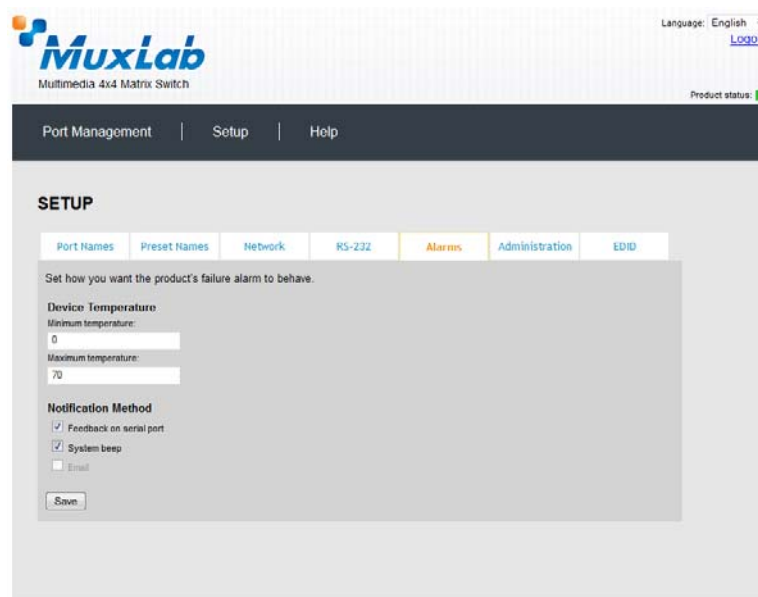 Language: English
Logo
MuxLab
Multimedia 4x4 Matrix Switch
Product status:
Port Management | Setup | Help
SETUP
Port Names Preset Names Network RS-232 Alarms Administration EDID
Set how you want the product's failure alarm to behave.
Device Temperature
Minimum temperature:
0
Maximum temperature:
70
Notification Method
Feedback on serial port
System beep
Email
Save